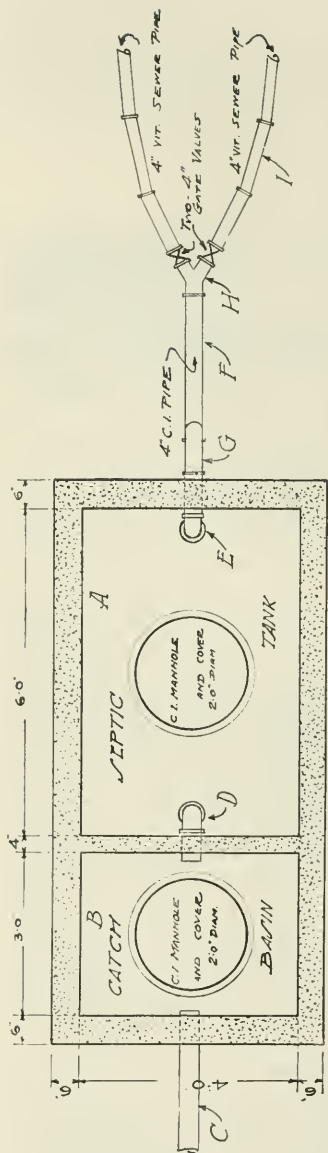 6"
3'-0"
4"
6'-0"
6"
6"
4'-0"
6"
B
CATCH
BASIN
C.I. MANHOLE
AND COVER
2'-0" DIAM.
A
SEPTIC
TANK
C.I. MANHOLE
AND COVER
2'-0" DIAM
C
D
E
4" C.I. PIPE
G
F
H
TWO - 4"
GATE VALVES
4" VIT. SEWER PIPE
4" VIT. SEWER PIPE
I